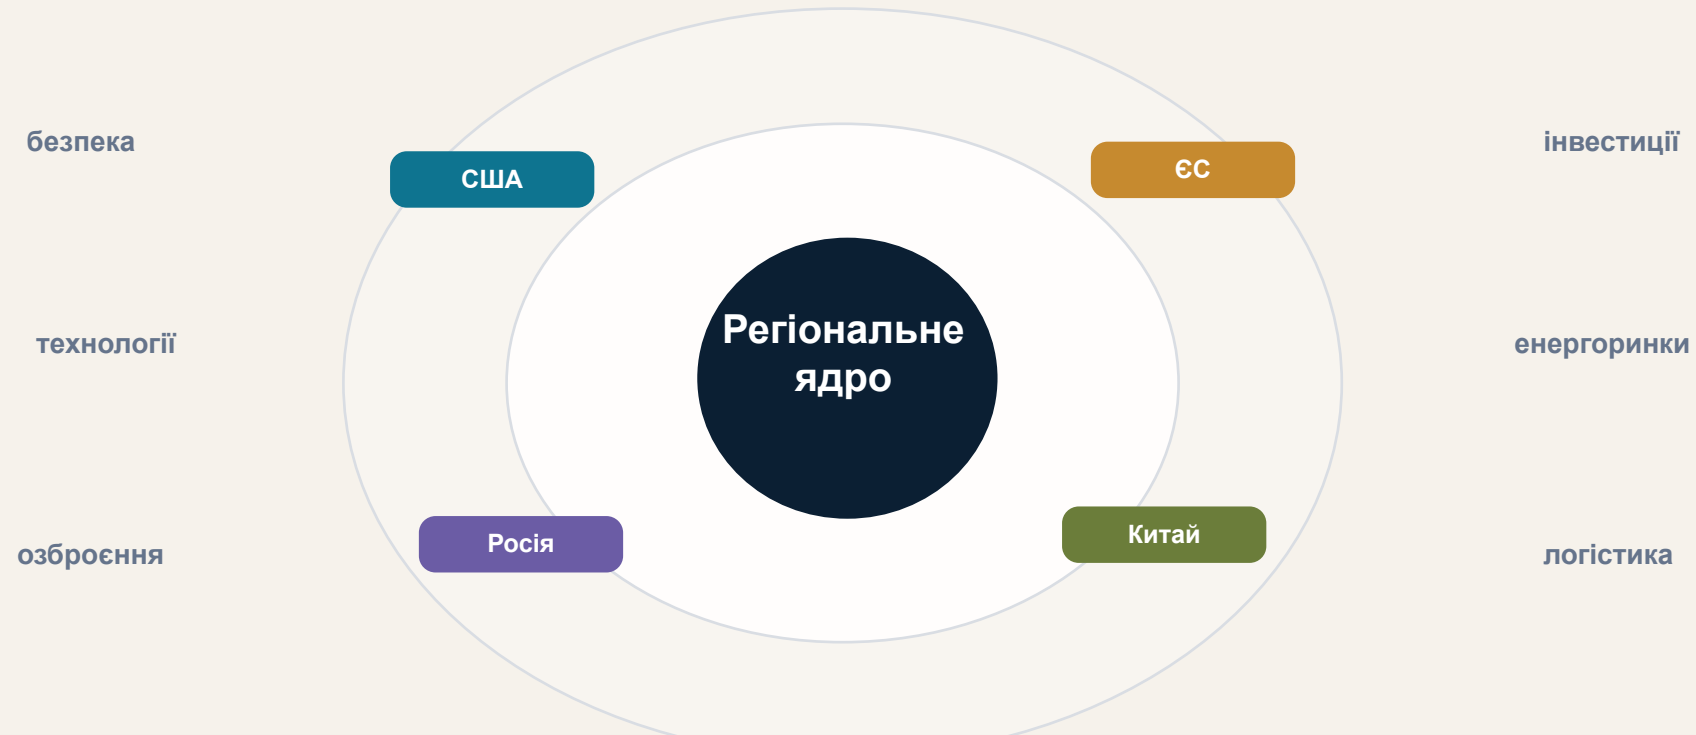 безпека
інвестиції
США
ЄС
Регіональне
ядро
технології
енергоринки
Росія
Китай
озброєння
логістика